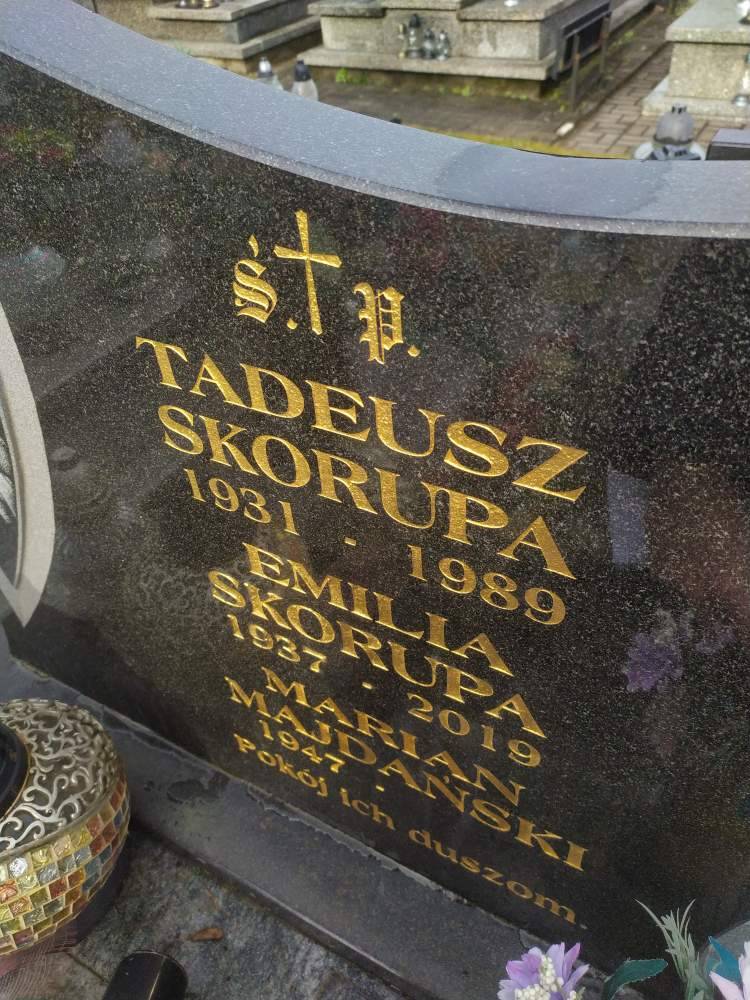 Ś. P.
TADEUSZ
SKORUPA
1931 - 1989
EMILIA
SKORUPA
1937 - 2019
MARIAN
MAJDAŃSKI
1947 -
Pokój ich duszom.